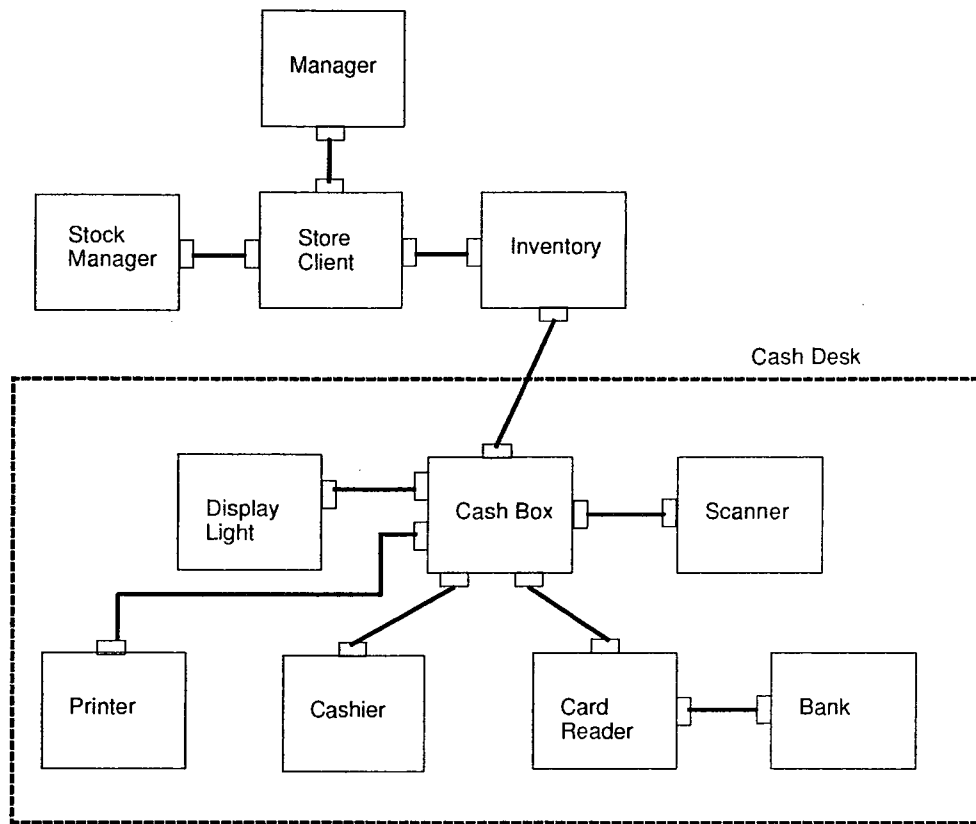 Manager
Stock
Manager
Store
Client
Inventory
Cash Desk
Display
Light
Cash Box
Scanner
Printer
Cashier
Card
Reader
Bank